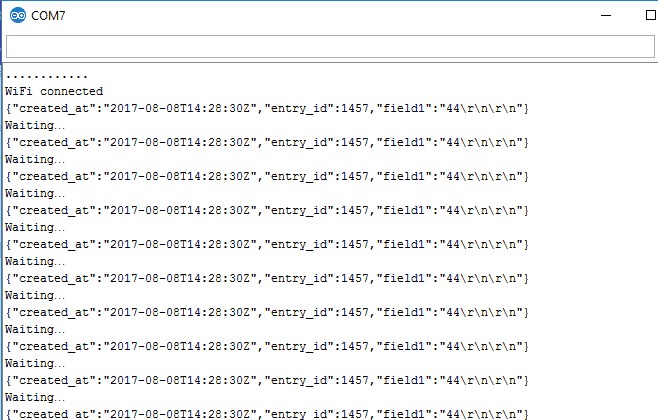 COM7
............
WiFi connected
{"created_at":"2017-08-08T14:28:30Z","entry_id":1457,"field1":"44\r\n\r\n"}
Waiting...
{"created_at":"2017-08-08T14:28:30Z","entry_id":1457,"field1":"44\r\n\r\n"}
Waiting...
{"created_at":"2017-08-08T14:28:30Z","entry_id":1457,"field1":"44\r\n\r\n"}
Waiting...
{"created_at":"2017-08-08T14:28:30Z","entry_id":1457,"field1":"44\r\n\r\n"}
Waiting...
{"created_at":"2017-08-08T14:28:30Z","entry_id":1457,"field1":"44\r\n\r\n"}
Waiting...
{"created_at":"2017-08-08T14:28:30Z","entry_id":1457,"field1":"44\r\n\r\n"}
Waiting...
{"created_at":"2017-08-08T14:28:30Z","entry_id":1457,"field1":"44\r\n\r\n"}
Waiting...
{"created_at":"2017-08-08T14:28:30Z","entry_id":1457,"field1":"44\r\n\r\n"}
Waiting...
{"created_at":"2017-08-08T14:28:30Z","entry_id":1457,"field1":"44\r\n\r\n"}
Waiting...
{"created_at":"2017-08-08T14:28:30Z","entry_id":1457,"field1":"44\r\n\r\n"}